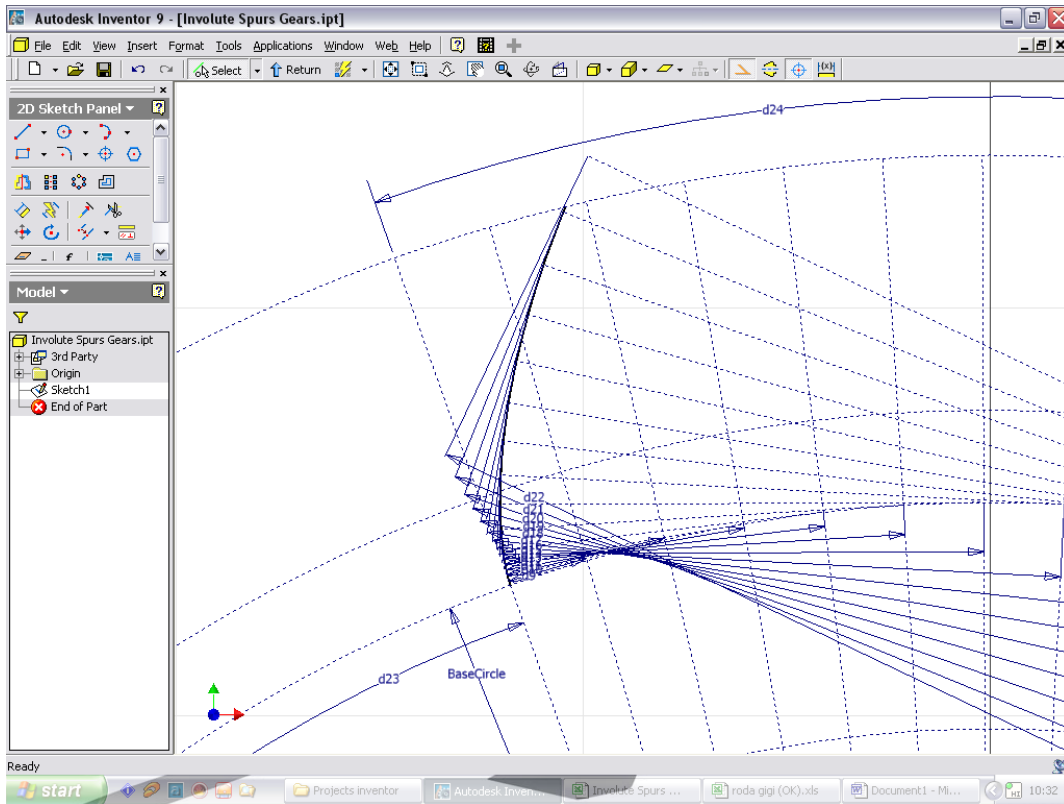 Autodesk Inventor 9 - [Involute Spurs Gears.ipt]
File Edit View Insert Format Tools Applications Window Web Help
Select Return
2D Sketch Panel
Model
Involute Spurs Gears.ipt
3rd Party
Origin
Sketch1
End of Part
d24
d22
d21
d20
d23
BaseCircle
Ready
start Projects inventor Autodesk Inven... Involute Spurs ... roda gigi (OK).xls Document1 - Mi... 10:32